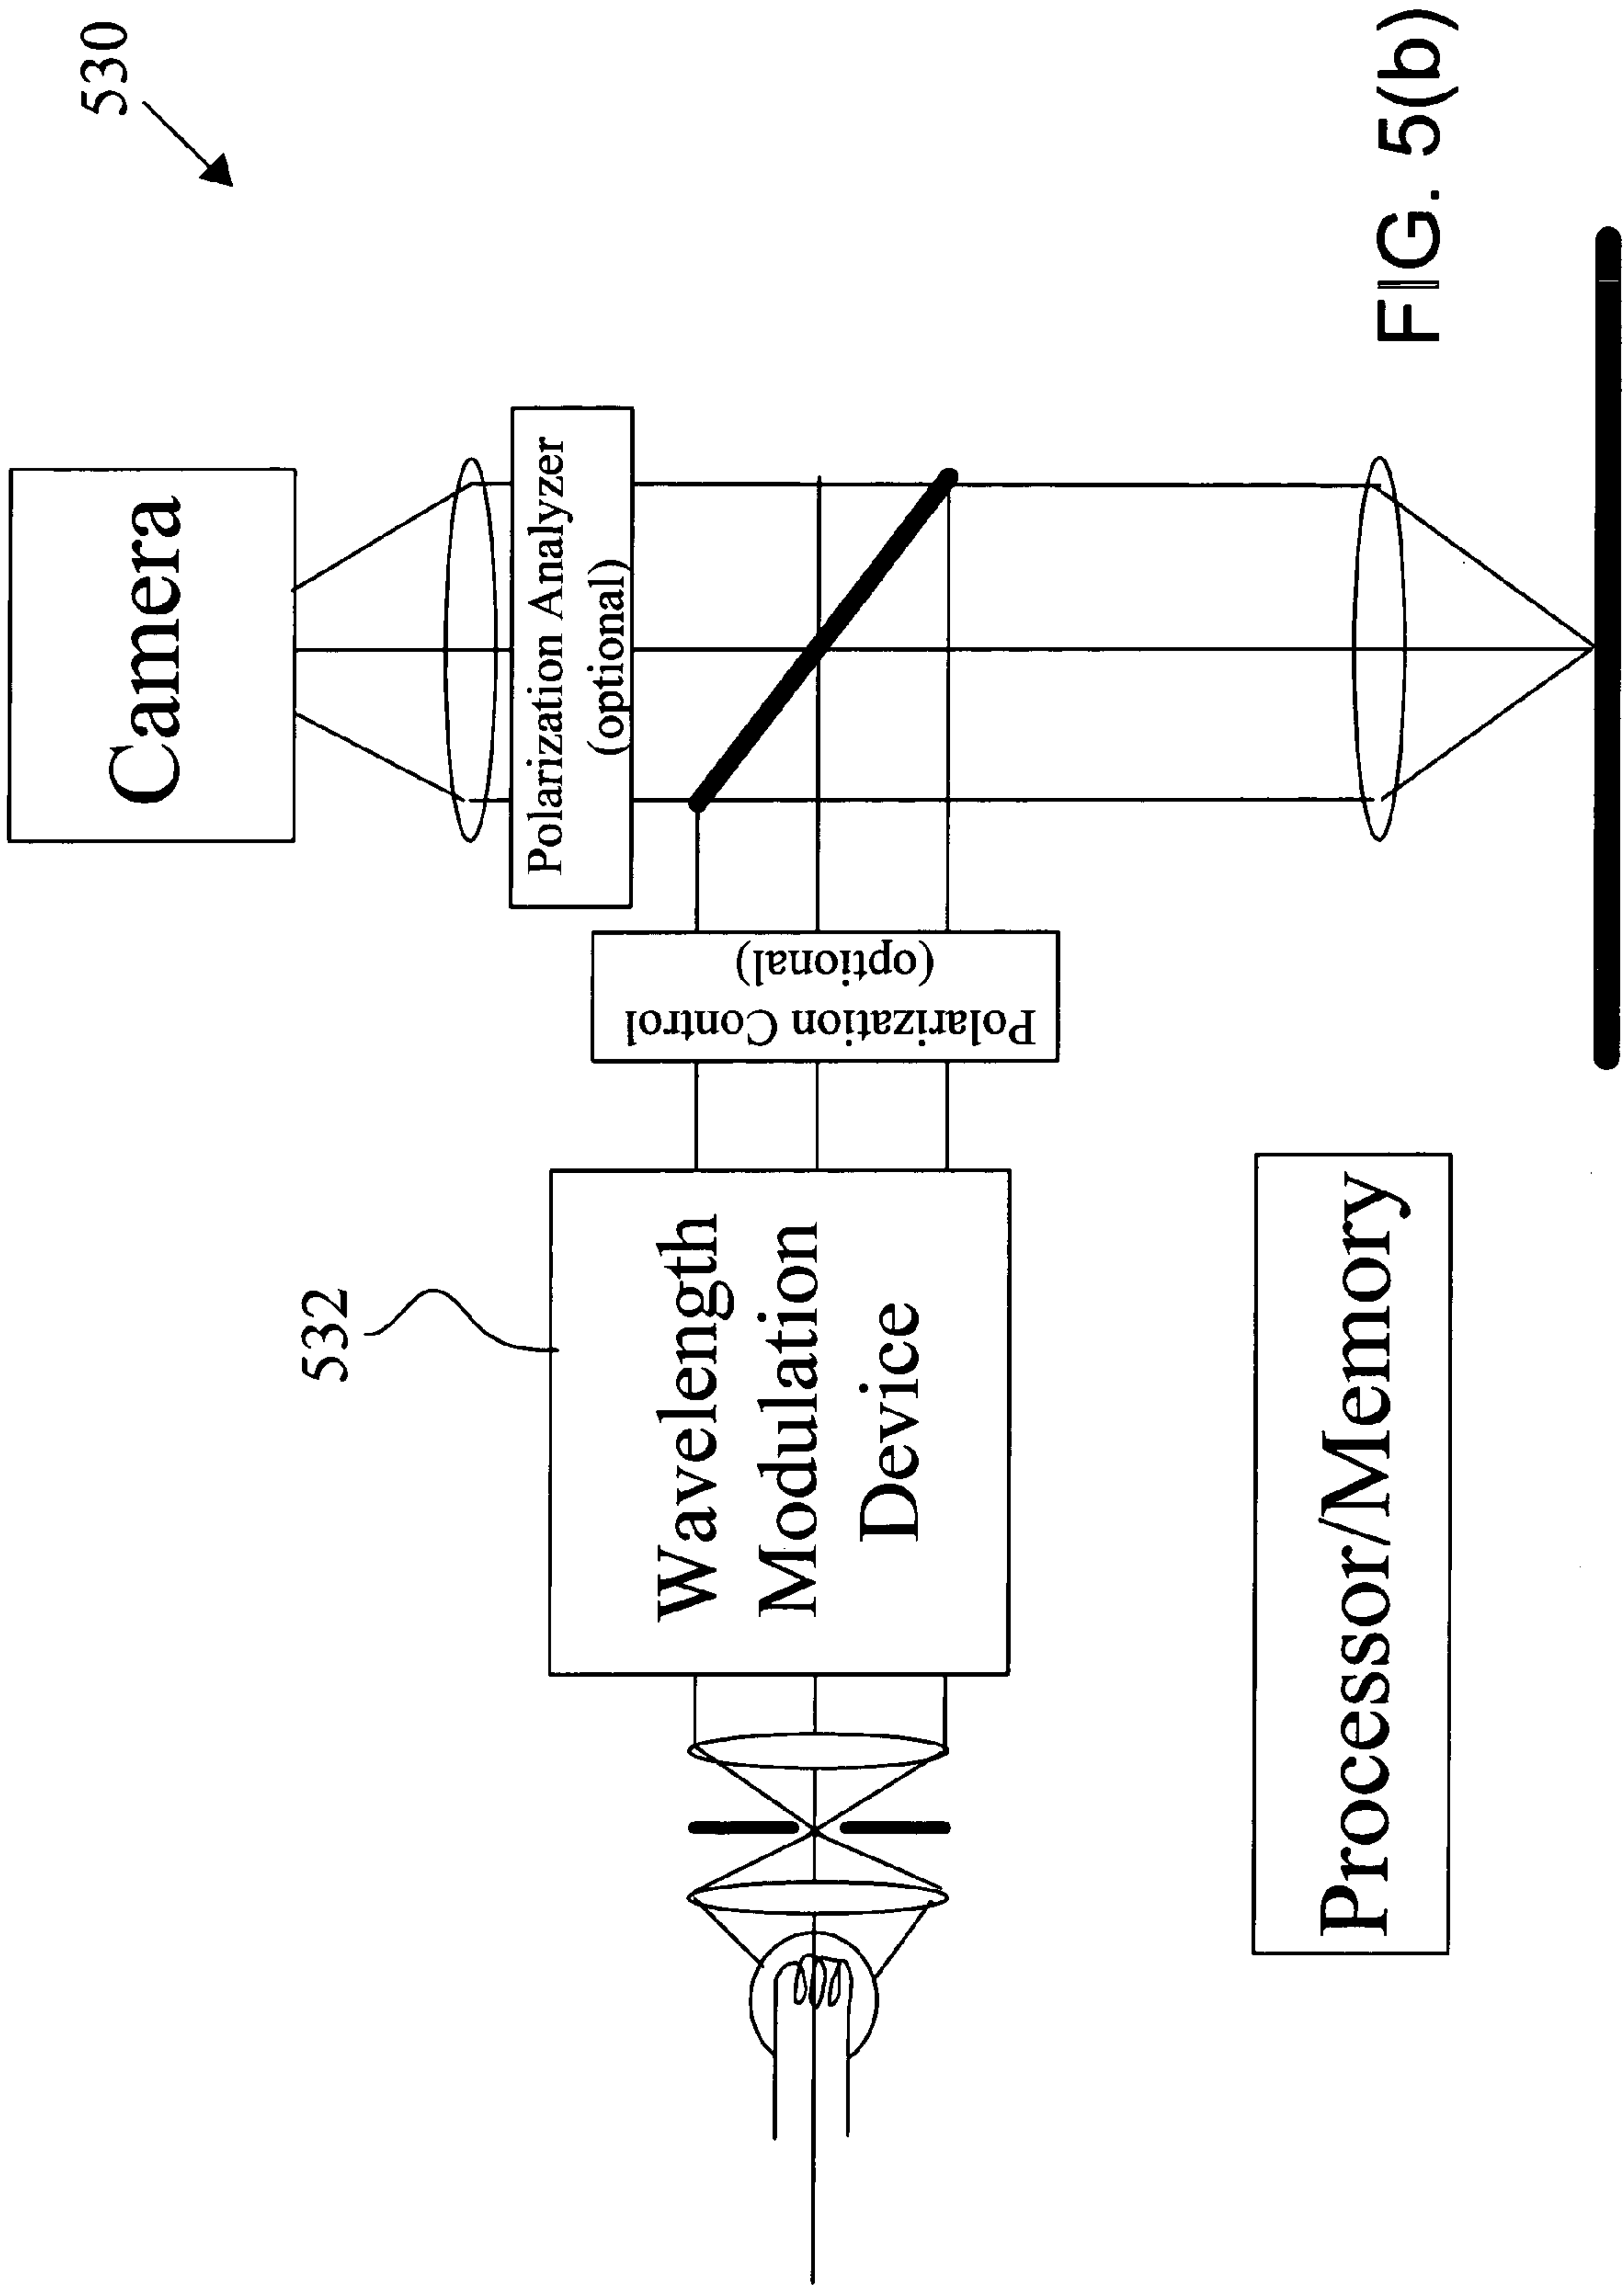 530
Camera
Polarization Analyzer
(optional)
Polarization Control
(optional)
532
Wavelength
Modulation
Device
Processor/Memory
FIG. 5(b)